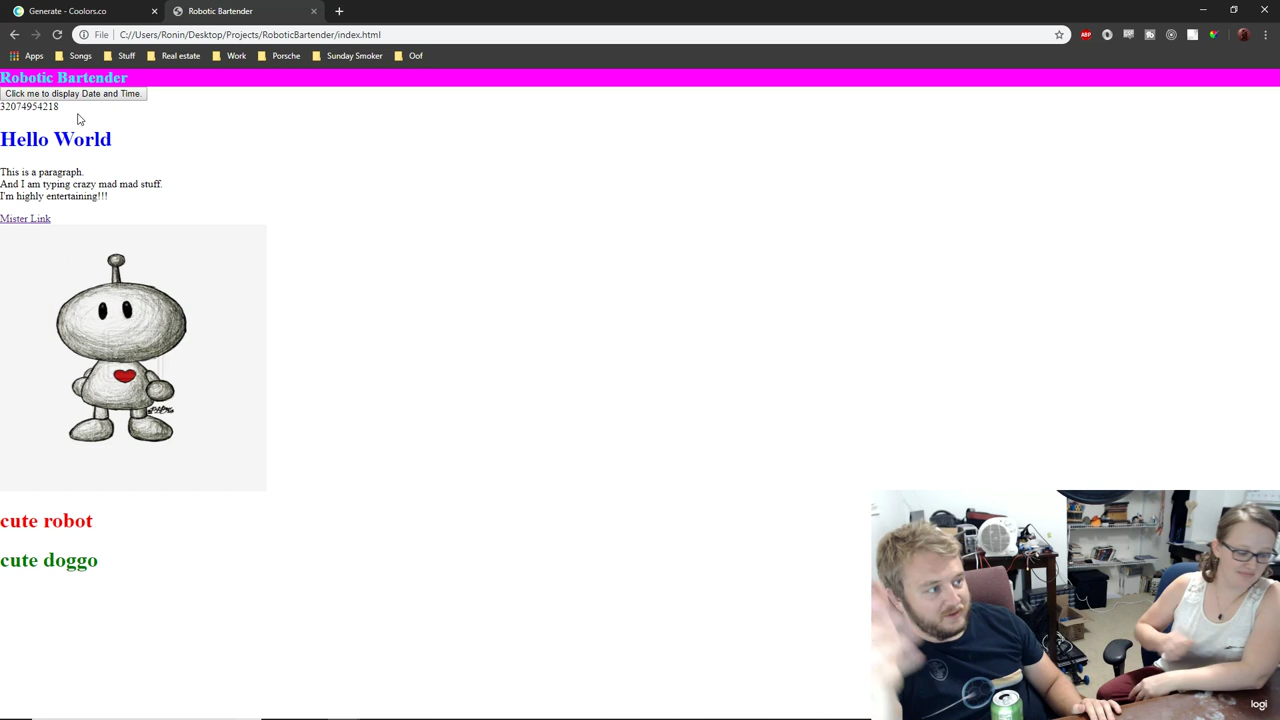 Generate - Coolors.co
Robotic Bartender
File
C://Users/Ronin/Desktop/Projects/RoboticBartender/index.html
ABP
Apps
Songs
Stuff
Real estate
Work
Porsche
Sunday Smoker
Oof
Robotic Bartender
Click me to display Date and Time.
32074954218
Hello World
This is a paragraph.
And I am typing crazy mad mad stuff.
I'm highly entertaining!!!
Mister Link
cute robot
cute doggo
logi